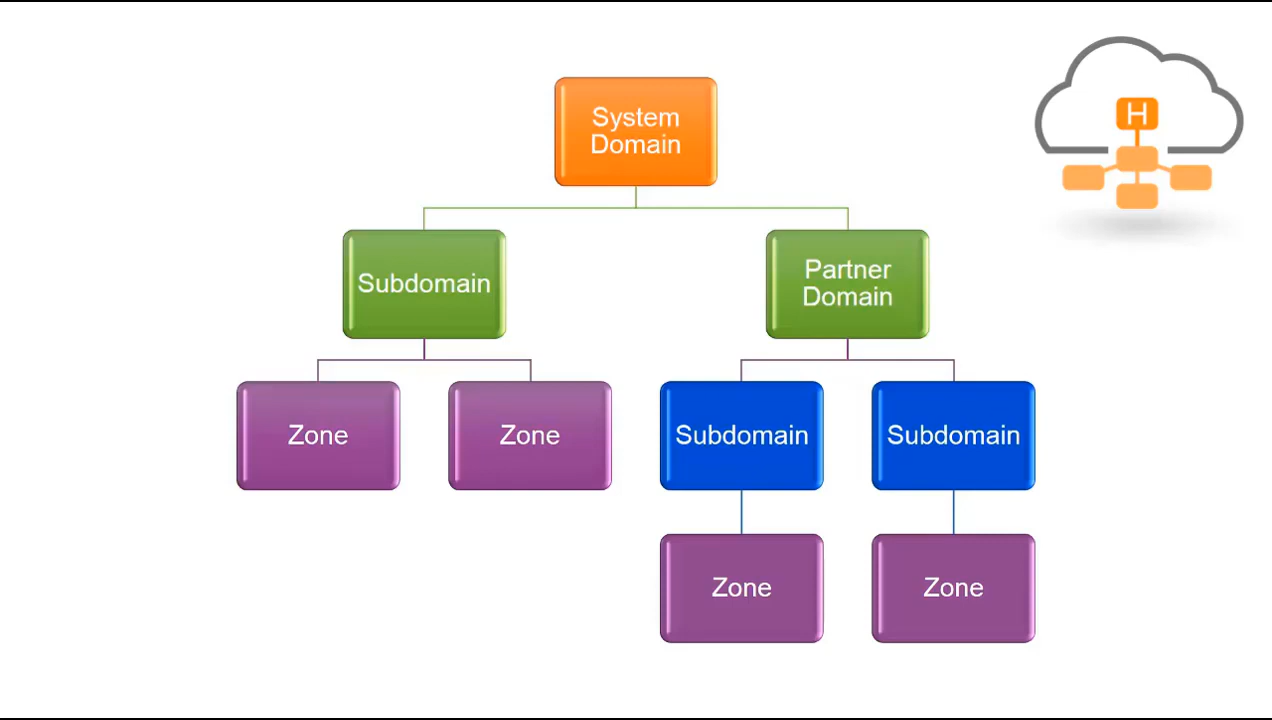 System
Domain
H
Subdomain
Partner
Domain
Zone
Zone
Subdomain
Subdomain
Zone
Zone